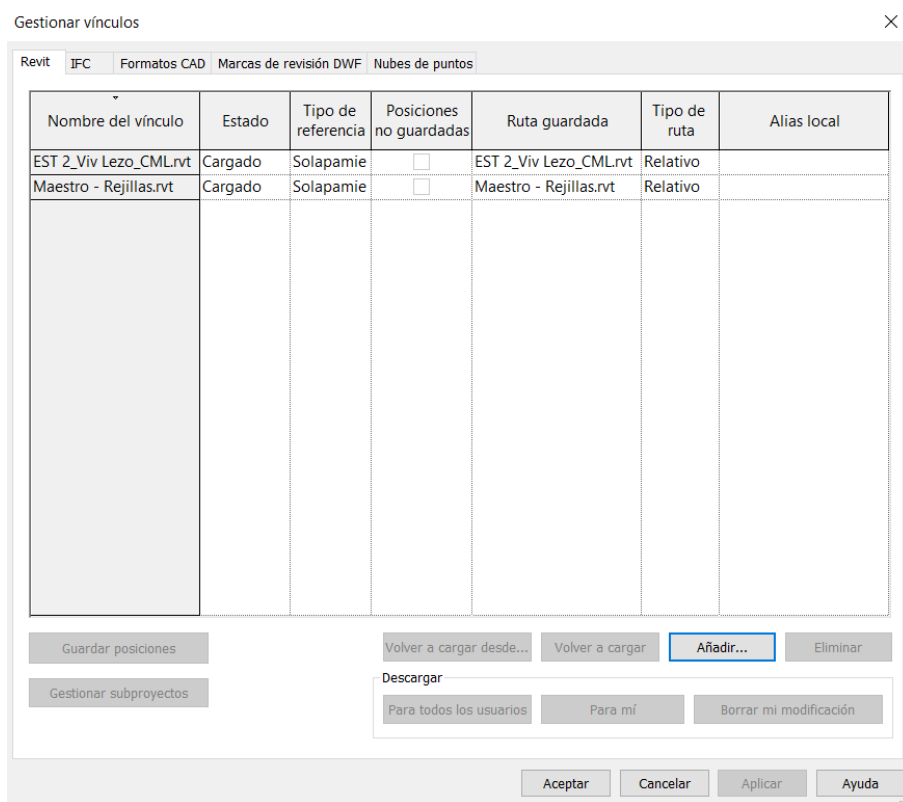 Gestionar vínculos
Revit IFC Formatos CAD Marcas de revisión DWF Nubes de puntos
Nombre del vínculo Estado Tipo de referencia Posiciones no guardadas Ruta guardada Tipo de ruta Alias local
EST 2_Viv Lezo_CML.rvt Cargado Solapamie EST 2_Viv Lezo_CML.rvt Relativo
Maestro - Rejillas.rvt Cargado Solapamie Maestro - Rejillas.rvt Relativo
Guardar posiciones Volver a cargar desde... Volver a cargar Añadir... Eliminar
Gestionar subproyectos
Descargar
Para todos los usuarios Para mí Borrar mi modificación
Aceptar Cancelar Aplicar Ayuda